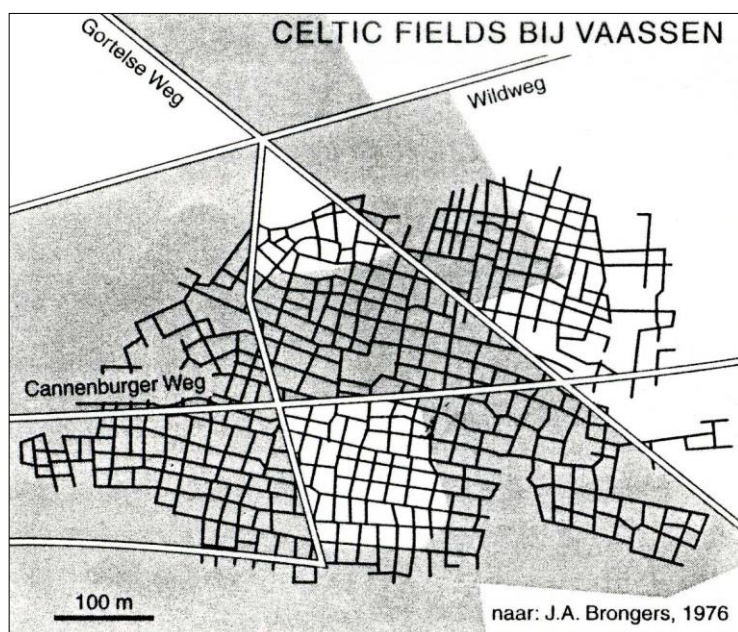 CELTIC FIELDS BIJ VAASSEN
Gortelse Weg
Wildweg
Cannenburger Weg
100 m
naar: J.A. Brongers, 1976